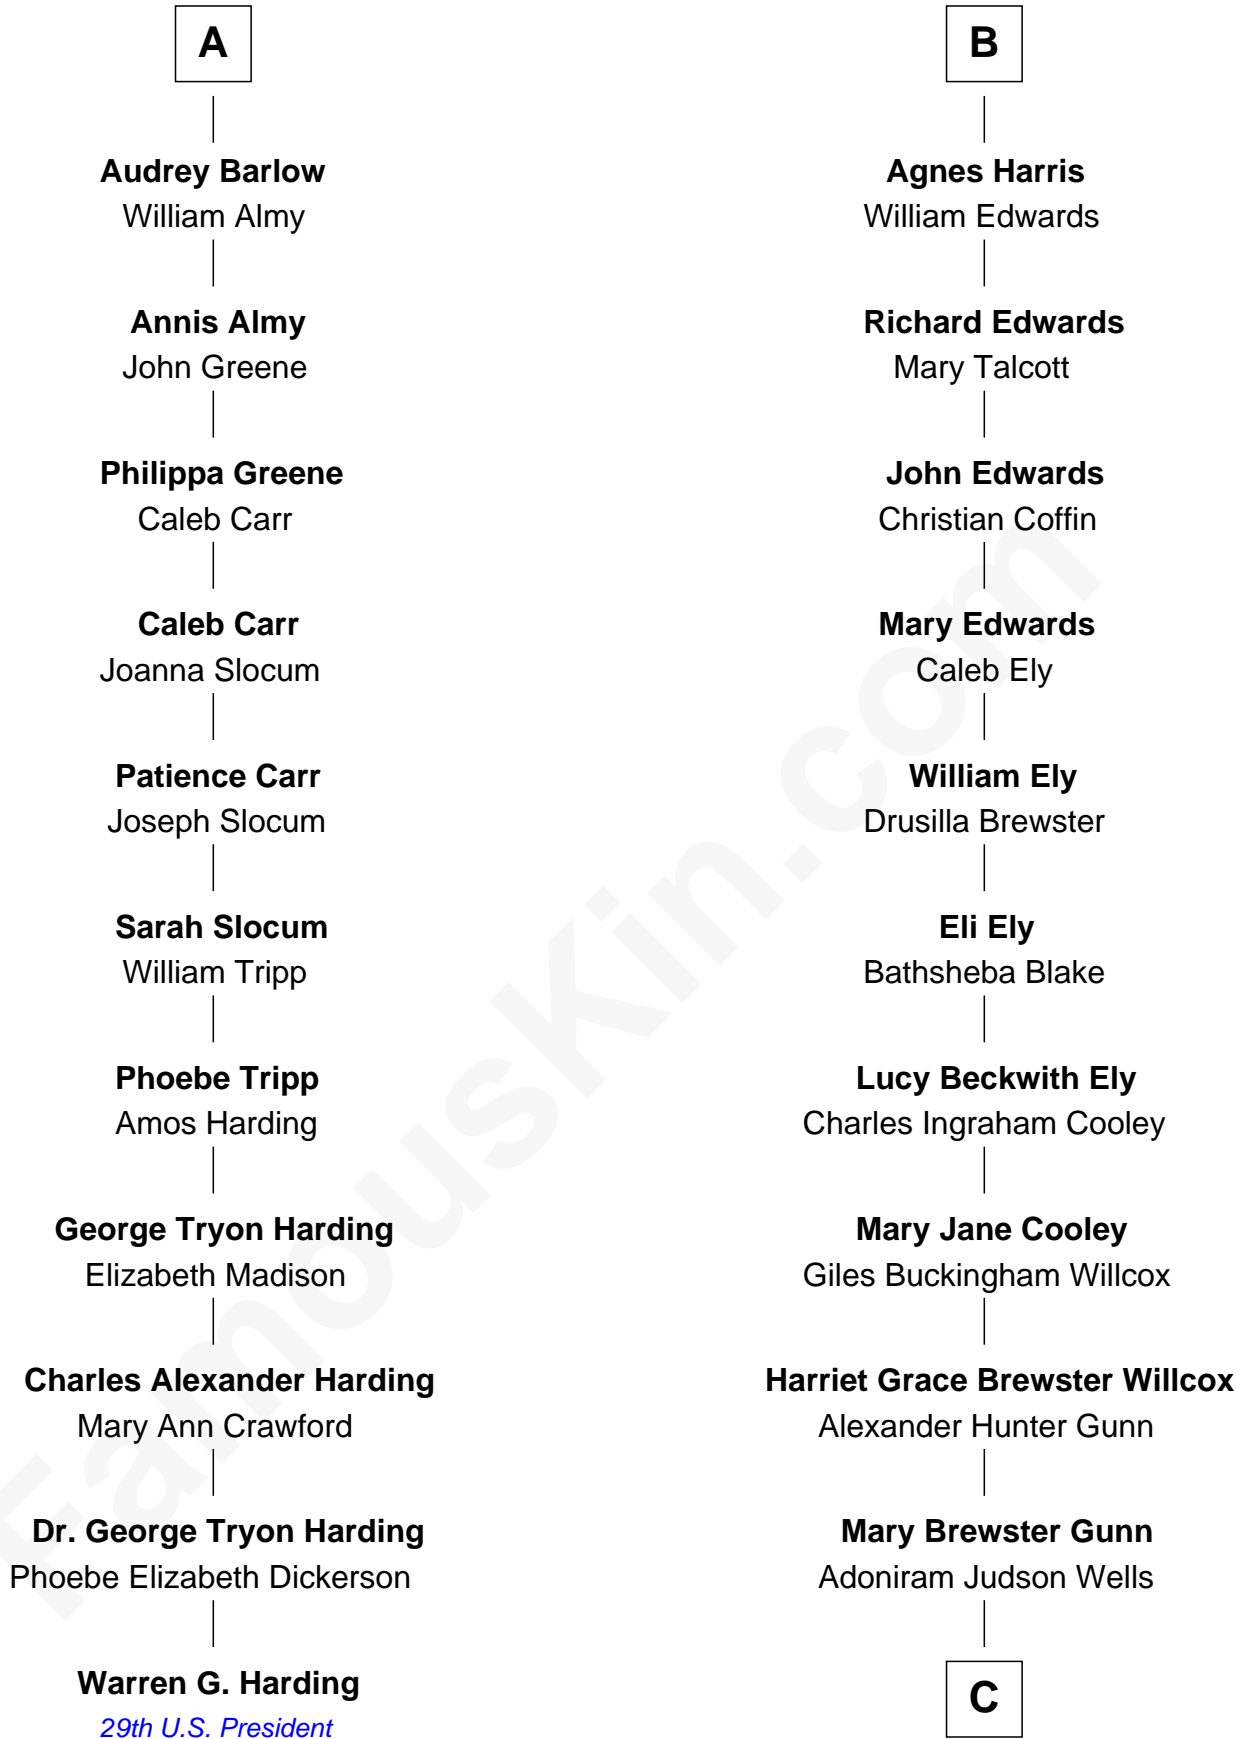 A
Audrey Barlow
William Almy
Annis Almy
John Greene
Philippa Greene
Caleb Carr
Caleb Carr
Joanna Slocum
Patience Carr
Joseph Slocum
Sarah Slocum
William Tripp
Phoebe Tripp
Amos Harding
George Tryon Harding
Elizabeth Madison
Charles Alexander Harding
Mary Ann Crawford
Dr. George Tryon Harding
Phoebe Elizabeth Dickerson
Warren G. Harding
29th U.S. President
B
Agnes Harris
William Edwards
Richard Edwards
Mary Talcott
John Edwards
Christian Coffin
Mary Edwards
Caleb Ely
William Ely
Drusilla Brewster
Eli Ely
Bathsheba Blake
Lucy Beckwith Ely
Charles Ingraham Cooley
Mary Jane Cooley
Giles Buckingham Willcox
Harriet Grace Brewster Willcox
Alexander Hunter Gunn
Mary Brewster Gunn
Adoniram Judson Wells
C
FamousKin.com